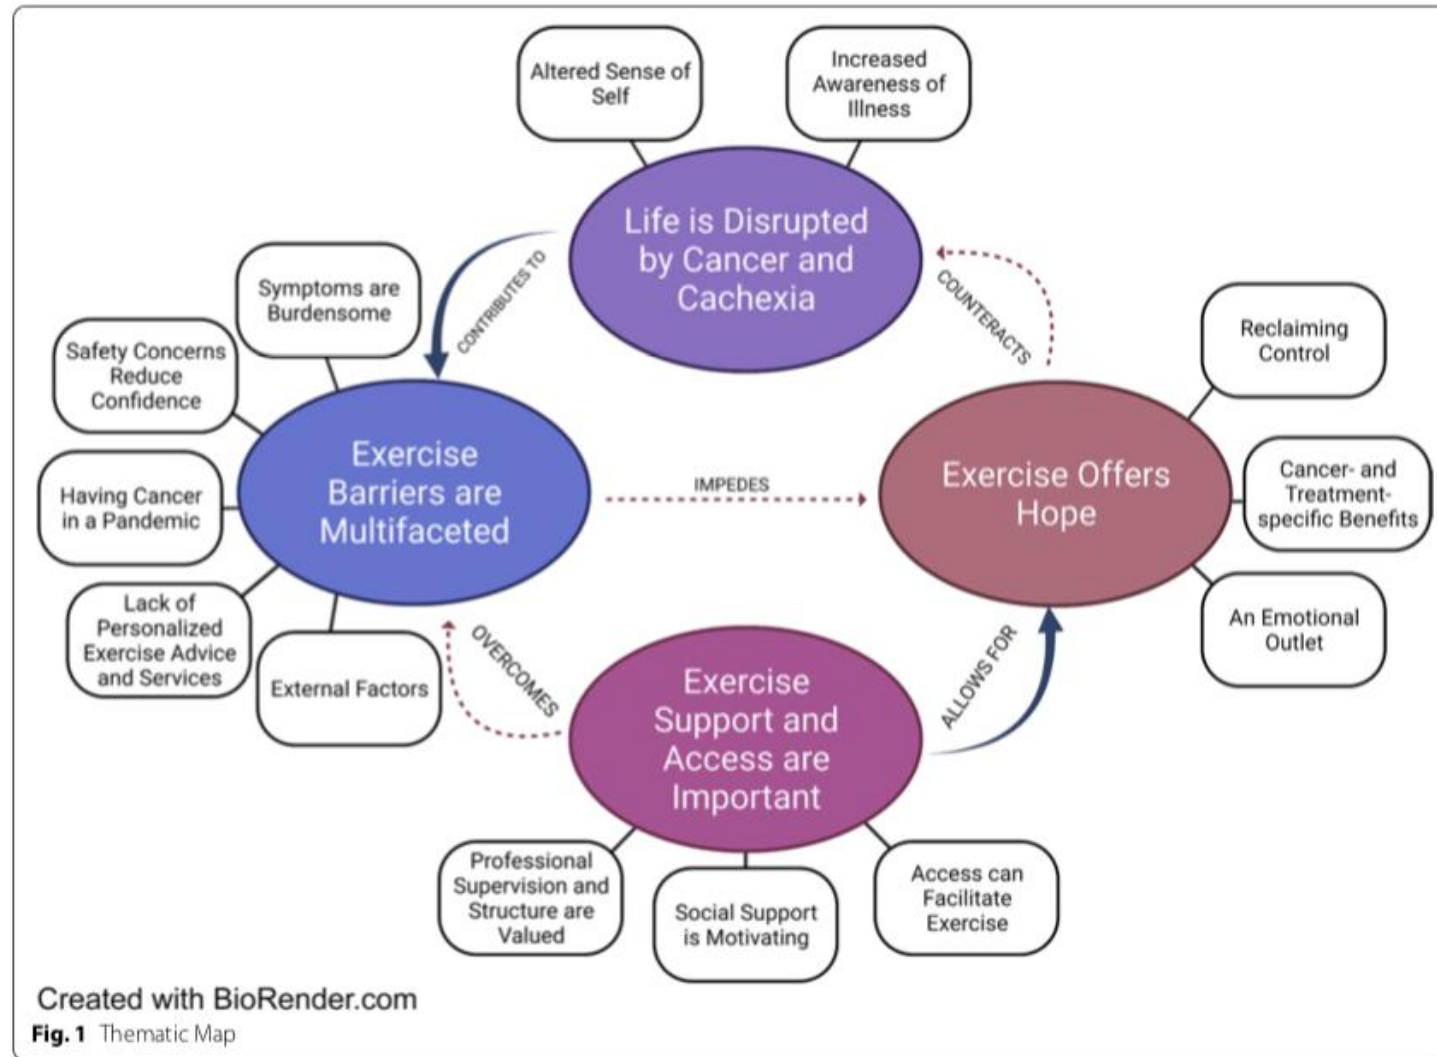 Altered Sense of
Self
Increased
Awareness of
Illness
Life is Disrupted
by Cancer and
Cachexia
CONTRIBUTES TO
COUNTERACTS
Symptoms are
Burdensome
Safety Concerns
Reduce
Confidence
Having Cancer
in a Pandemic
Lack of
Personalized
Exercise Advice
and Services
External Factors
Exercise
Barriers are
Multifaceted
IMPEDES
Exercise Offers
Hope
Reclaiming
Control
Cancer- and
Treatment-
specific Benefits
An Emotional
Outlet
OVERCOMES
ALLOWS FOR
Exercise
Support and
Access are
Important
Professional
Supervision and
Structure are
Valued
Social Support
is Motivating
Access can
Facilitate
Exercise
Created with BioRender.com
Fig. 1 Thematic Map